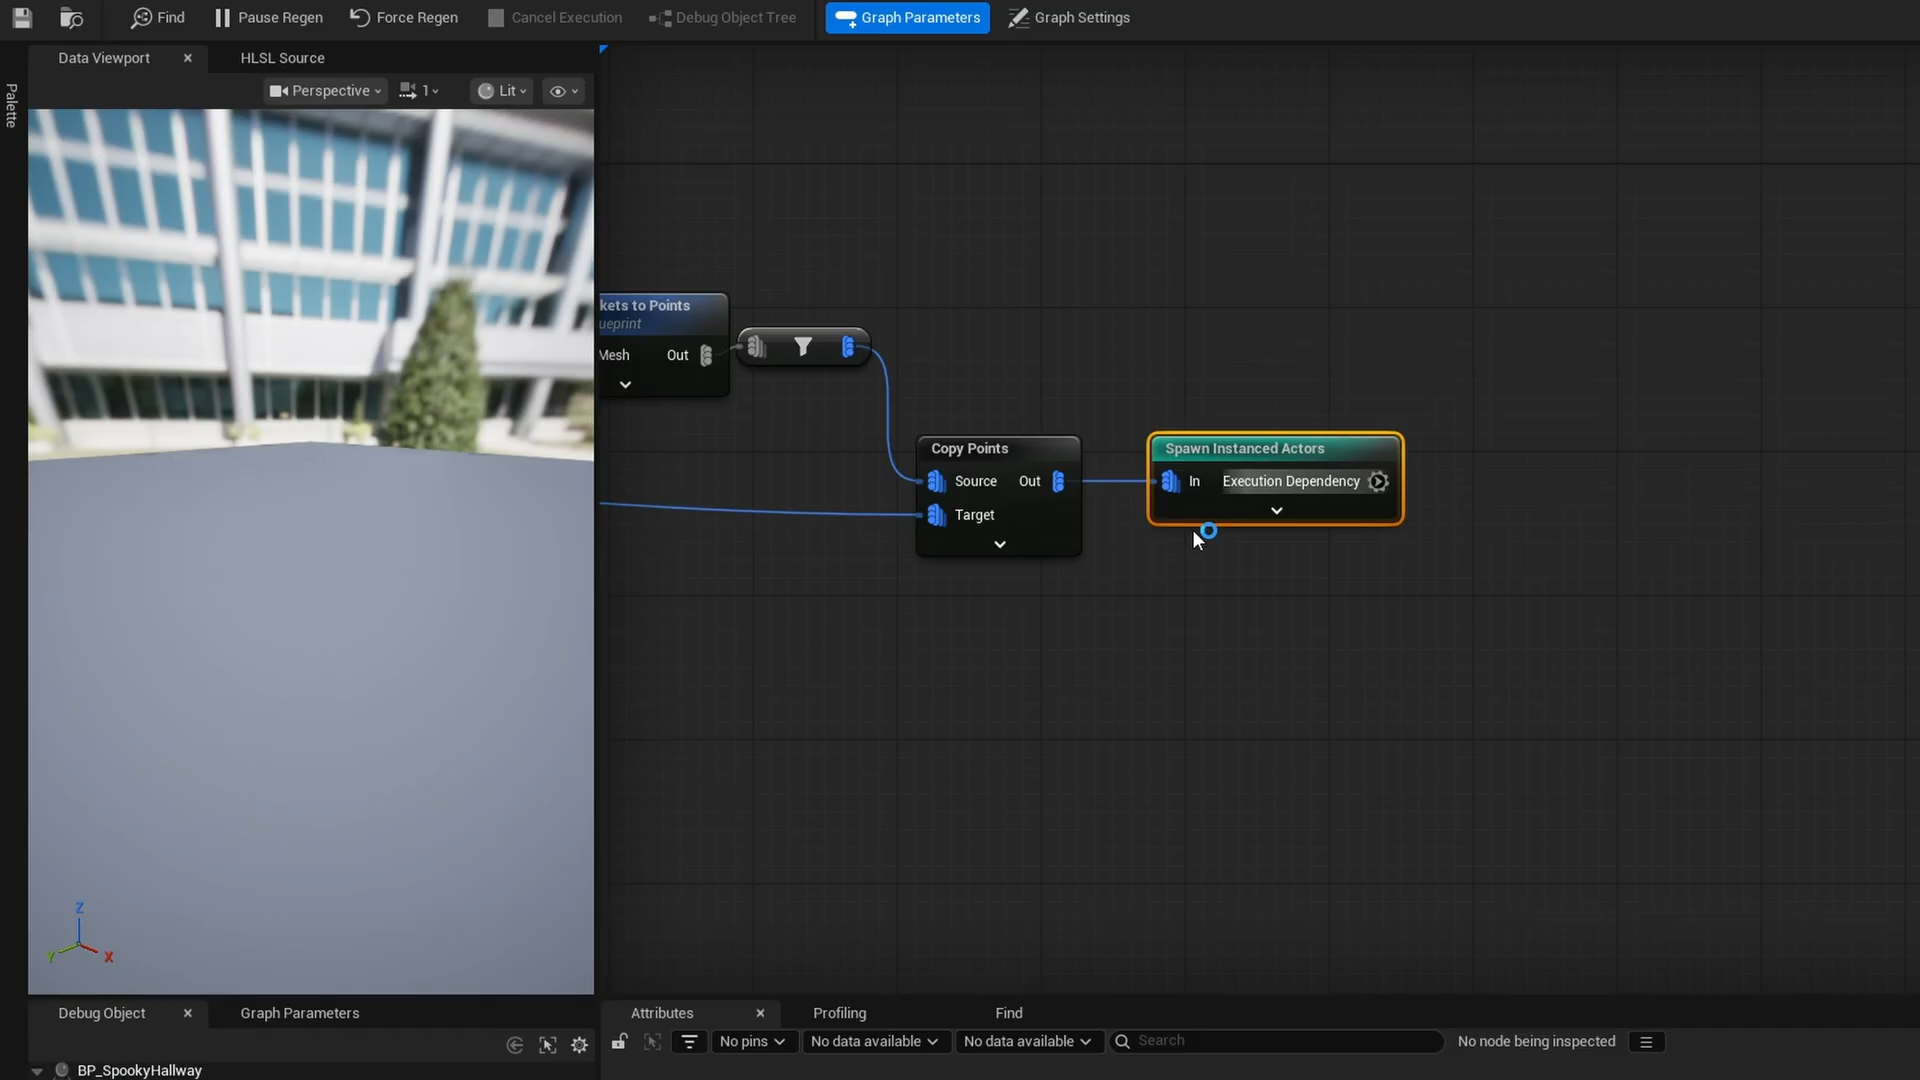 Find
Pause Regen
Force Regen
Cancel Execution
Debug Object Tree
Graph Parameters
Graph Settings
Data Viewport
HLSL Source
Palette
Perspective
1
Lit
kets to Points
ueprint
Mesh
Out
Copy Points
Source
Out
Target
Spawn Instanced Actors
In
Execution Dependency
Z
Y
X
Debug Object
Graph Parameters
Attributes
Profiling
Find
No pins
No data available
No data available
Search
No node being inspected
BP_SpookyHallway